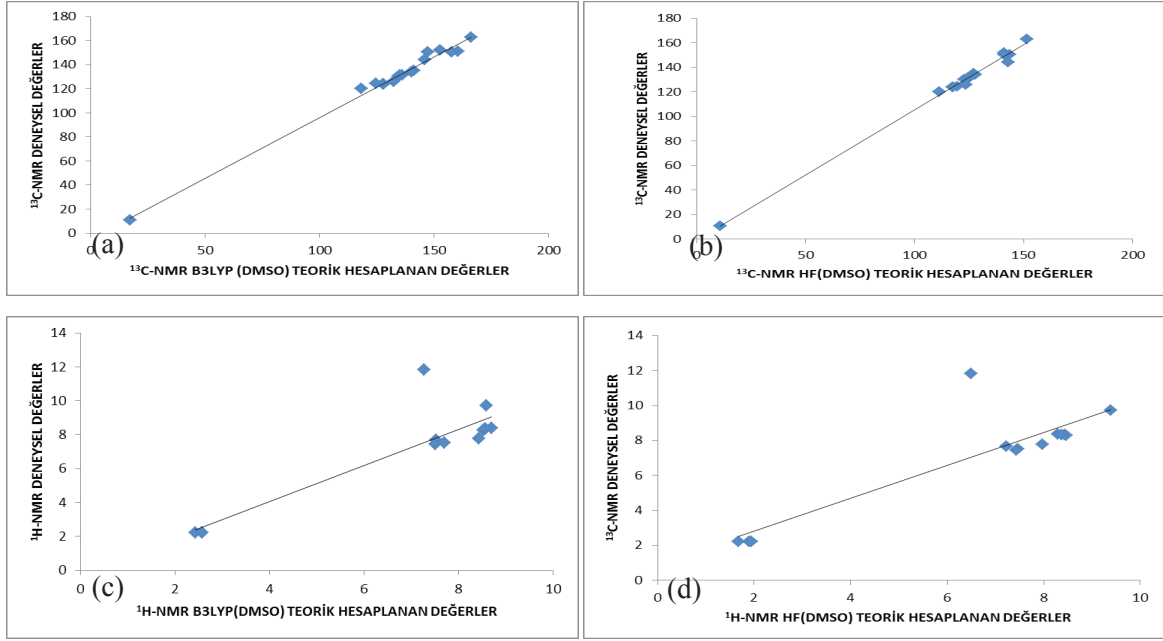 180
160
140
120
100
80
60
40
20
0
¹³C-NMR DENEYSEL DEĞERLER
(a)
0 50 100 150 200
¹³C-NMR B3LYP (DMSO) TEORİK HESAPLANAN DEĞERLER
180
160
140
120
100
80
60
40
20
0
¹³C-NMR DENEYSEL DEĞERLER
(b)
0 50 100 150 200
¹³C-NMR HF(DMSO) TEORİK HESAPLANAN DEĞERLER
14
12
10
8
6
4
2
0
¹H-NMR DENEYSEL DEĞERLER
(c)
0 2 4 6 8 10
¹H-NMR B3LYP(DMSO) TEORİK HESAPLANAN DEĞERLER
14
12
10
8
6
4
2
0
¹³C-NMR DENEYSEL DEĞERLER
(d)
0 2 4 6 8 10
¹H-NMR HF(DMSO) TEORİK HESAPLANAN DEĞERLER